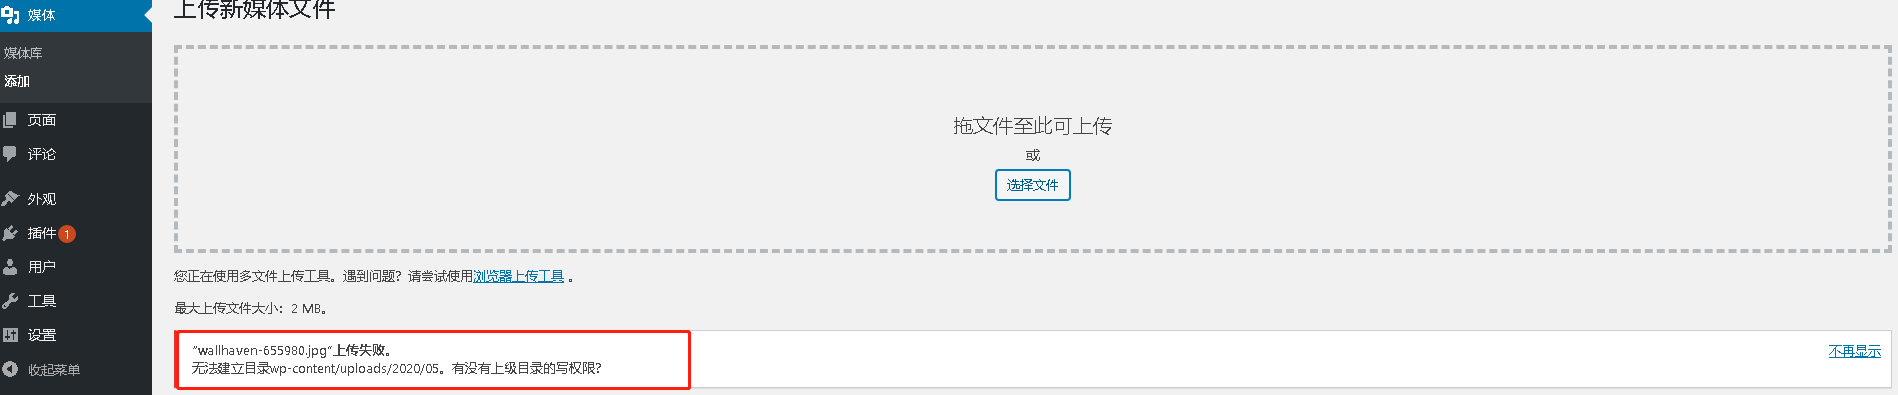 媒体
上传新媒体文件
媒体库
添加
页面
评论
外观
插件 1
用户
工具
设置
收起菜单
拖文件至此可上传
或
选择文件
您正在使用多文件上传工具。遇到问题？请尝试使用浏览器上传工具 。
最大上传文件大小：2 MB。
“wallhaven-655980.jpg”上传失败。
不再显示
无法建立目录wp-content/uploads/2020/05。有没有上级目录的写权限？